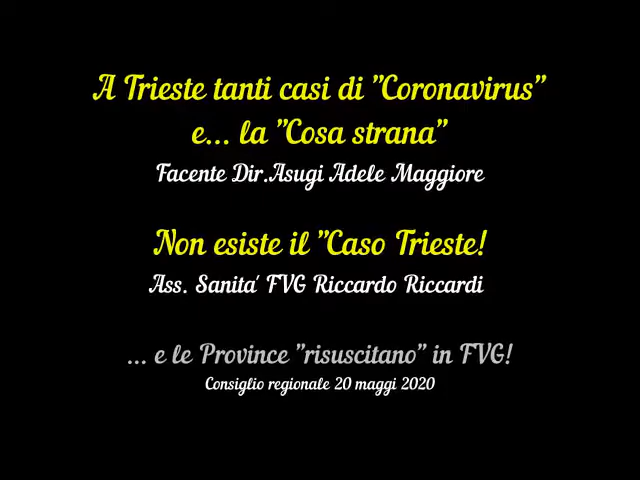 A Trieste tanti casi di "Coronavirus"
e... la "Cosa strana"
Facente Dir.Asugi Adele Maggiore
Non esiste il "Caso Trieste!
Ass. Sanita' FVG Riccardo Riccardi
... e le Province "risuscitano" in FVG!
Consiglio regionale 20 maggi 2020